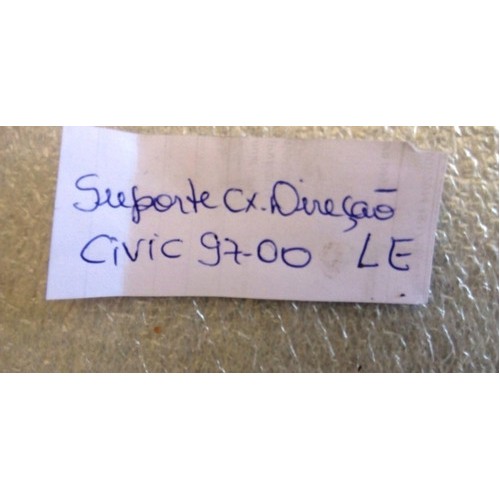 Suporte Cx. Direção
Civic 97-00 LE